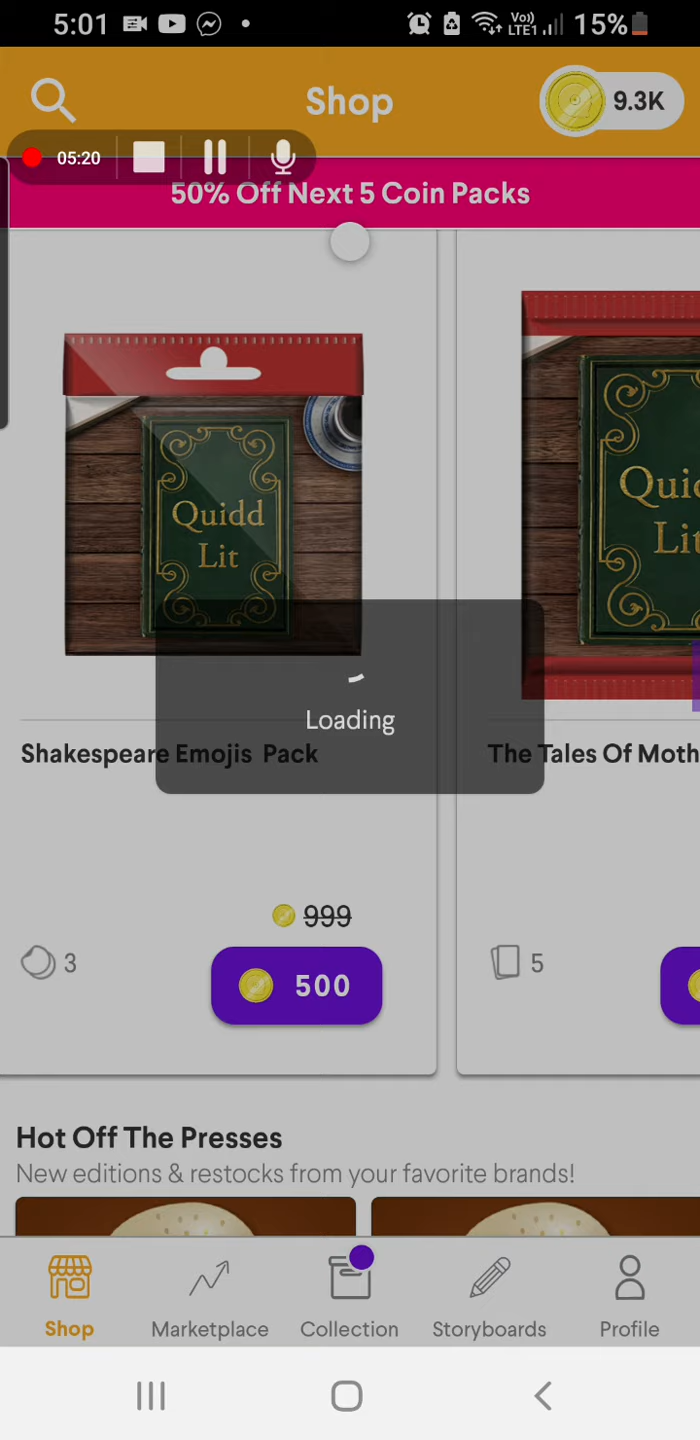 5:01
Vo)) LTE1 15%
Shop
9.3K
05:20
50% Off Next 5 Coin Packs
Quidd
Lit
Quid
Lit
Loading
Shakespeare Emojis Pack
The Tales Of Moth
999
3
500
5
Hot Off The Presses
New editions & restocks from your favorite brands!
Shop
Marketplace
Collection
Storyboards
Profile